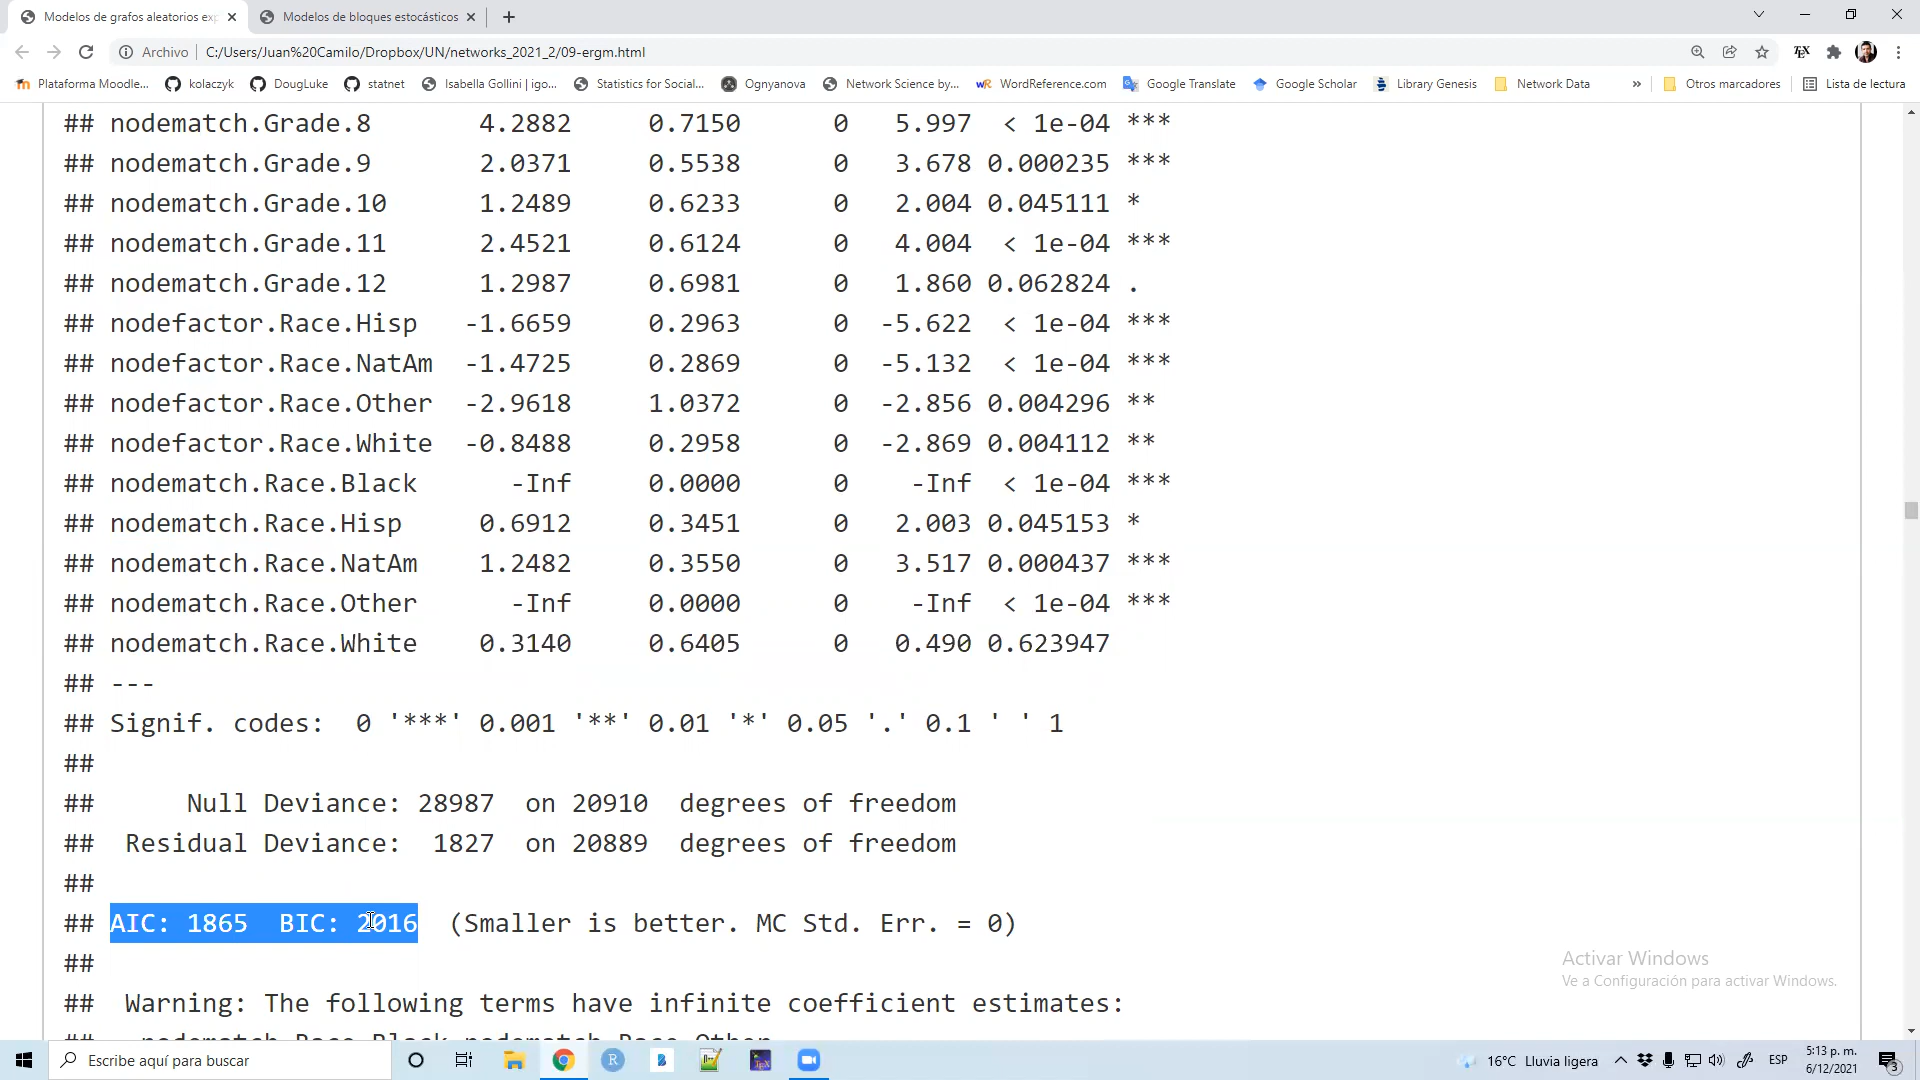 Modelos de grafos aleatorios exp
Modelos de bloques estocásticos
Archivo
C:/Users/Juan%20Camilo/Dropbox/UN/networks_2021_2/09-ergm.html
Plataforma Moodle... kolaczyk DougLuke statnet Isabella Gollini | igo... Statistics for Social... Ognyanova Network Science by... WordReference.com Google Translate Google Scholar Library Genesis Network Data » Otros marcadores Lista de lectura
## nodematch.Grade.8 4.2882 0.7150 0 5.997 < 1e-04 ***
## nodematch.Grade.9 2.0371 0.5538 0 3.678 0.000235 ***
## nodematch.Grade.10 1.2489 0.6233 0 2.004 0.045111 *
## nodematch.Grade.11 2.4521 0.6124 0 4.004 < 1e-04 ***
## nodematch.Grade.12 1.2987 0.6981 0 1.860 0.062824 .
## nodefactor.Race.Hisp -1.6659 0.2963 0 -5.622 < 1e-04 ***
## nodefactor.Race.NatAm -1.4725 0.2869 0 -5.132 < 1e-04 ***
## nodefactor.Race.Other -2.9618 1.0372 0 -2.856 0.004296 **
## nodefactor.Race.White -0.8488 0.2958 0 -2.869 0.004112 **
## nodematch.Race.Black -Inf 0.0000 0 -Inf < 1e-04 ***
## nodematch.Race.Hisp 0.6912 0.3451 0 2.003 0.045153 *
## nodematch.Race.NatAm 1.2482 0.3550 0 3.517 0.000437 ***
## nodematch.Race.Other -Inf 0.0000 0 -Inf < 1e-04 ***
## nodematch.Race.White 0.3140 0.6405 0 0.490 0.623947
## ---
## Signif. codes: 0 '***' 0.001 '**' 0.01 '*' 0.05 '.' 0.1 ' ' 1
##
## Null Deviance: 28987 on 20910 degrees of freedom
## Residual Deviance: 1827 on 20889 degrees of freedom
##
## AIC: 1865 BIC: 2016 (Smaller is better. MC Std. Err. = 0)
##
## Warning: The following terms have infinite coefficient estimates:
## nodematch.Race.Black nodematch.Race.Other
Activar Windows
Ve a Configuración para activar Windows.
Escribe aquí para buscar
16°C Lluvia ligera
ESP
5:13 p. m.
6/12/2021
3